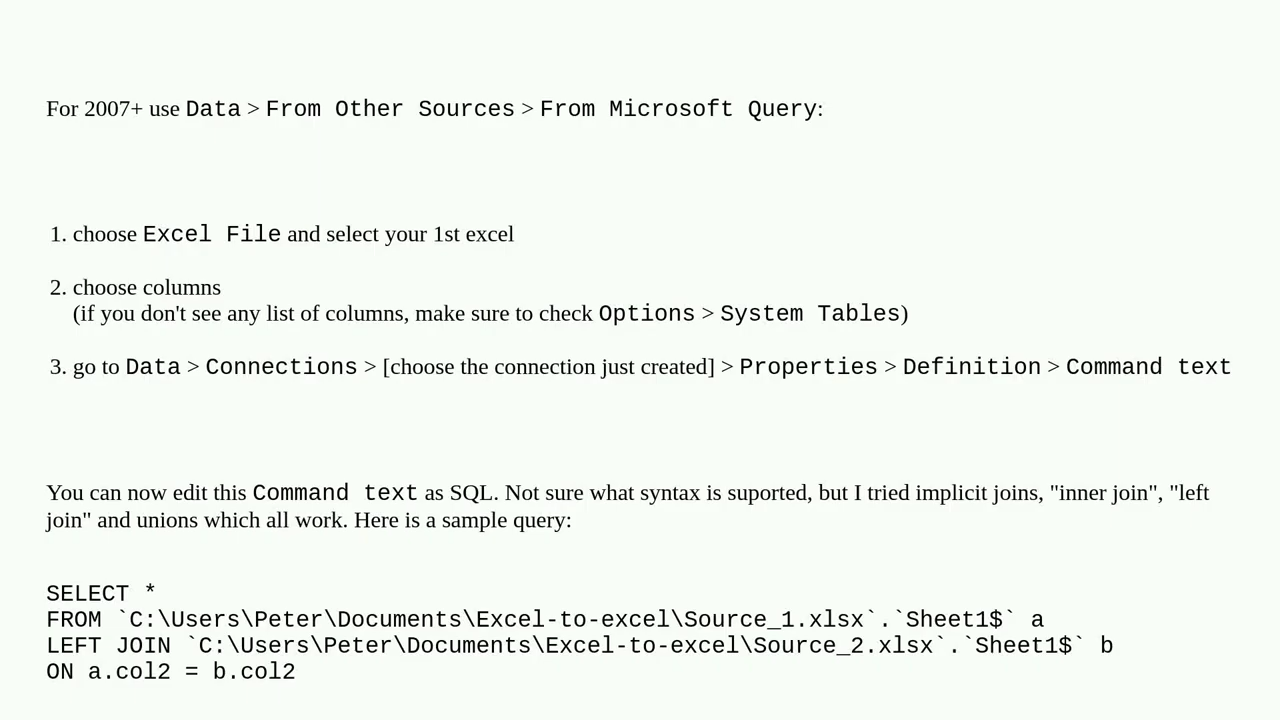 For 2007+ use Data > From Other Sources > From Microsoft Query:
1. choose Excel File and select your 1st excel
2. choose columns
(if you don't see any list of columns, make sure to check Options > System Tables)
3. go to Data > Connections > [choose the connection just created] > Properties > Definition > Command text
You can now edit this Command text as SQL. Not sure what syntax is suported, but I tried implicit joins, "inner join", "left
join" and unions which all work. Here is a sample query:
SELECT *
FROM `C:\Users\Peter\Documents\Excel-to-excel\Source_1.xlsx`.`Sheet1$` a
LEFT JOIN `C:\Users\Peter\Documents\Excel-to-excel\Source_2.xlsx`.`Sheet1$` b
ON a.col2 = b.col2